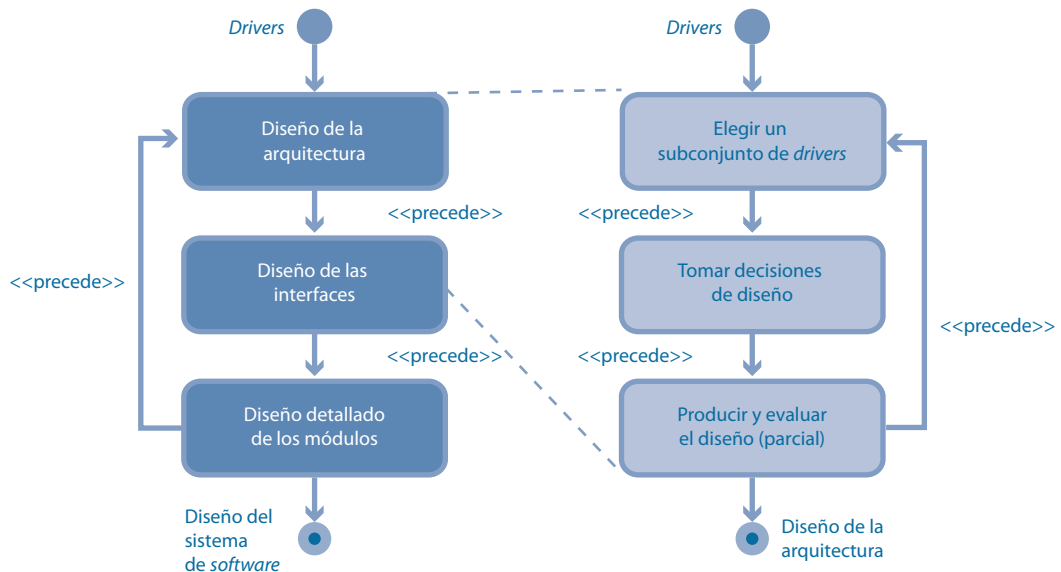 Drivers
Diseño de la
arquitectura
<<precede>>
Diseño de las
interfaces
<<precede>>
<<precede>>
Diseño detallado
de los módulos
Diseño del
sistema
de software
Drivers
Elegir un
subconjunto de drivers
<<precede>>
Tomar decisiones
de diseño
<<precede>>
<<precede>>
Producir y evaluar
el diseño (parcial)
Diseño de la
arquitectura